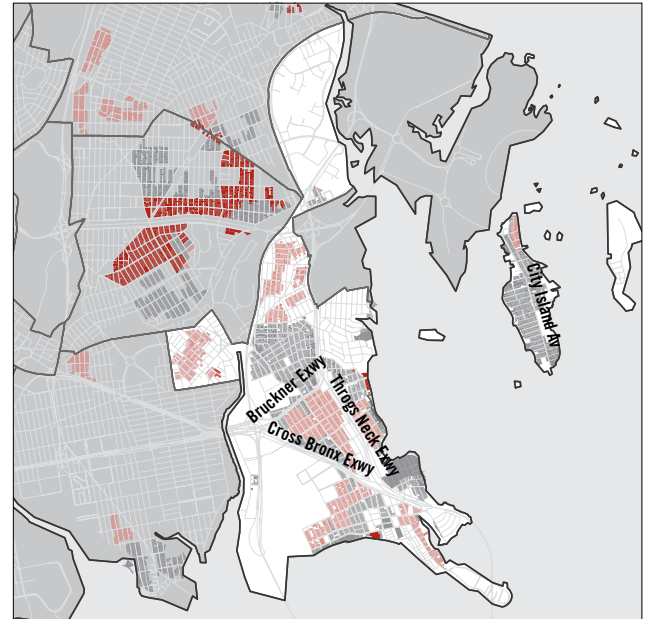 City Island Av
Bruckner Exwy
Throgs Neck Exwy
Cross Bronx Exwy